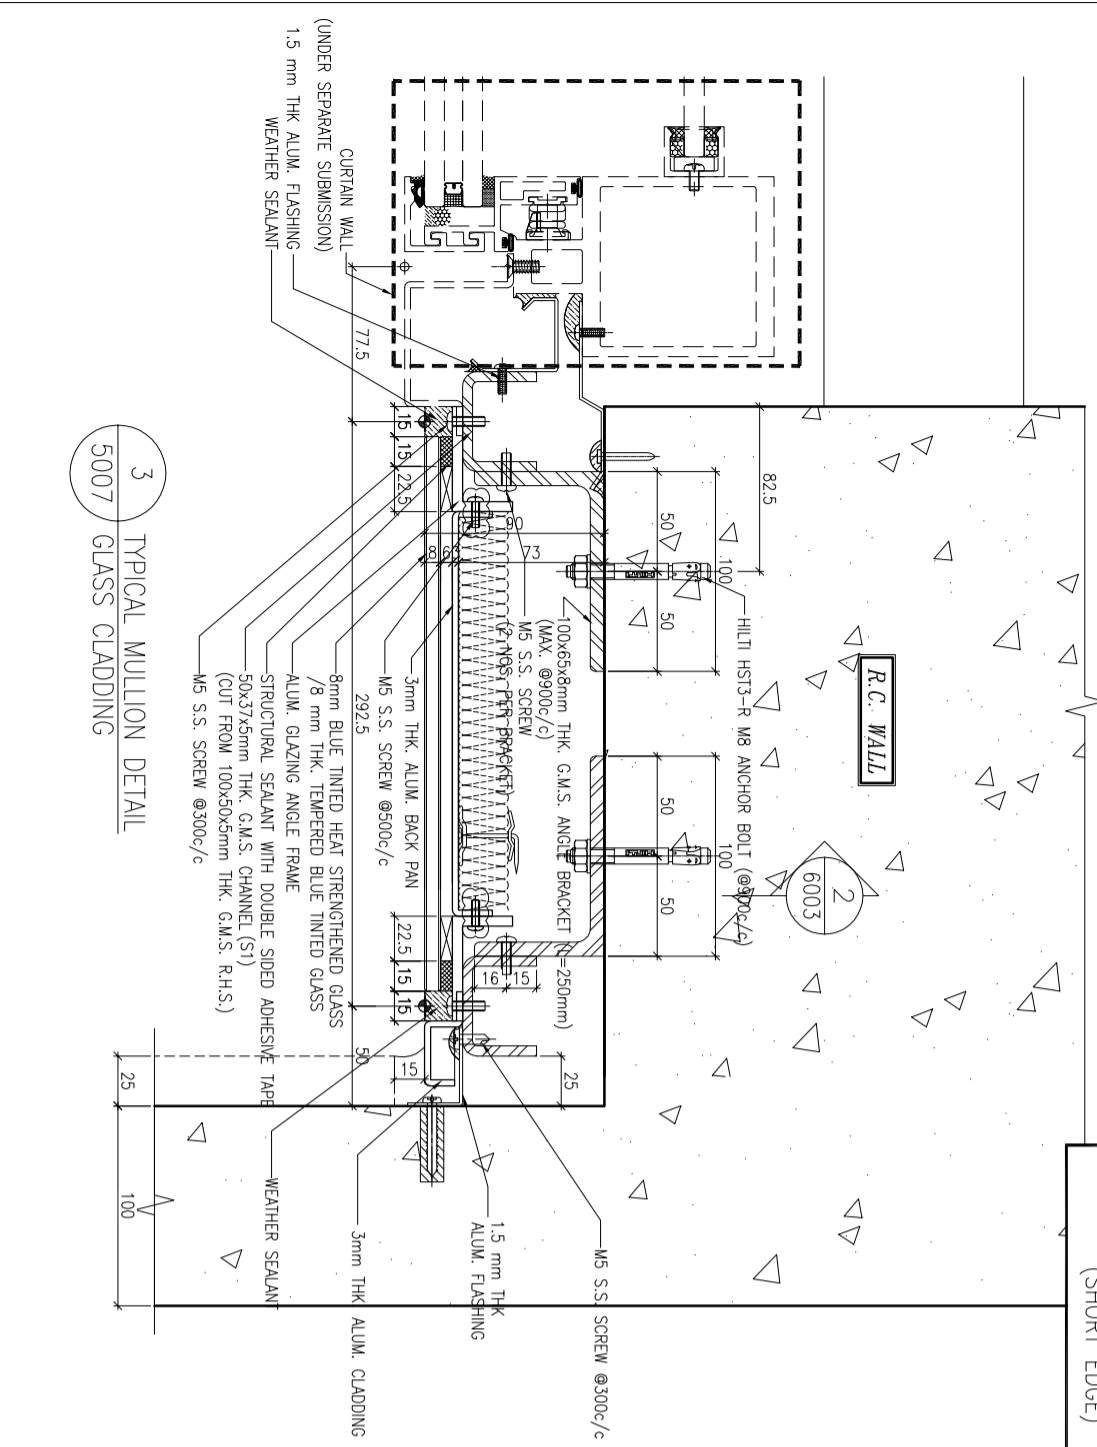 CURTAIN WALL
(UNDER SEPARATE SUBMISSION)
1.5 mm THK ALUM. FLASHING
WEATHER SEALANT
77.5
292.5
50
15
15
22.5
90
8
73
82.5
50
100
50
50
100
50
22.5
15
15
16
15
15
25
25
100
R.C. WALL
2
6003
HILTI HST3-R M8 ANCHOR BOLT (@900c/c)
100x65x8mm THK. G.M.S. ANGLE BRACKET (L=250mm)
(MAX. @900c/c)
M5 S.S. SCREW
(2 NOS. PER BRACKET)
3mm THK. ALUM. BACK PAN
M5 S.S. SCREW @500c/c
8mm BLUE TINTED HEAT STRENGTHENED GLASS
/8 mm THK. TEMPERED BLUE TINTED GLASS
ALUM. GLAZING ANGLE FRAME
STRUCTURAL SEALANT WITH DOUBLE SIDED ADHESIVE TAPE
50x37x5mm THK. G.M.S. CHANNEL (S1)
(CUT FROM 100x50x5mm THK. G.M.S. R.H.S.)
M5 S.S. SCREW @300c/c
WEATHER SEALANT
3mm THK ALUM. CLADDING
1.5 mm THK
ALUM. FLASHING
M5 S.S. SCREW @300c/c
(SHORT EDGE)
3
5007
TYPICAL MULLION DETAIL
GLASS CLADDING